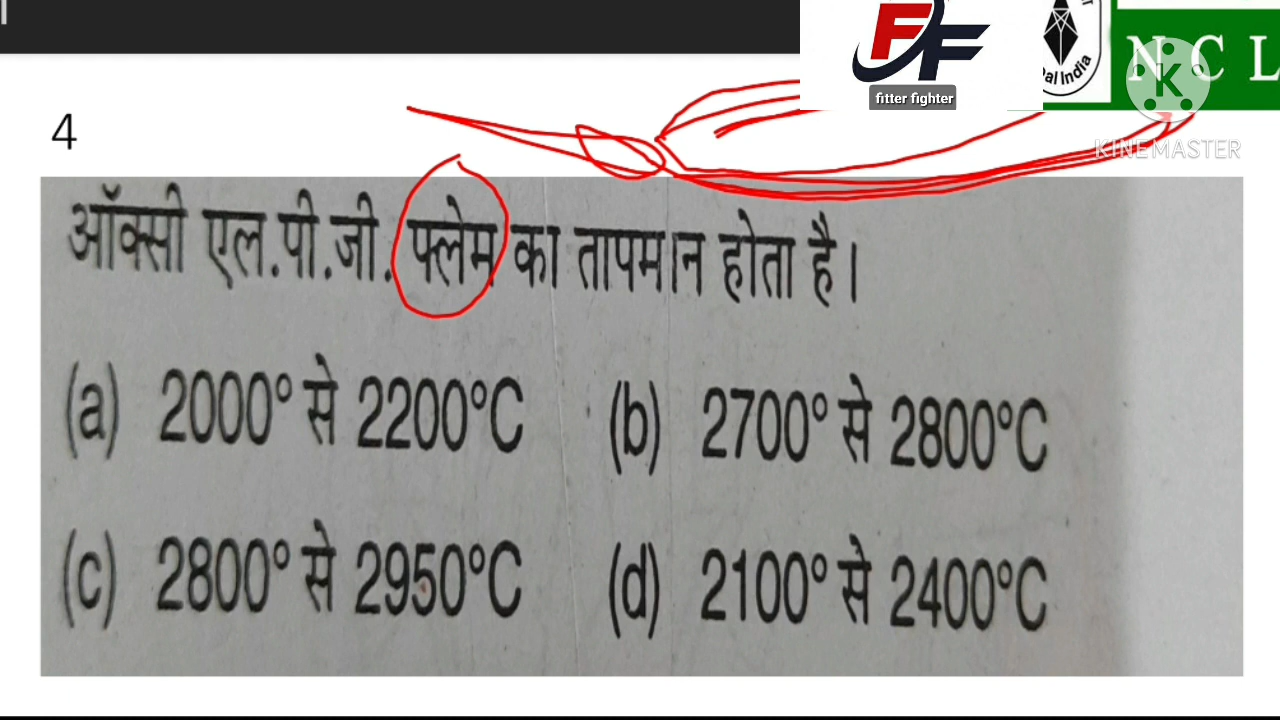 fitter fighter
al India
N C L
KINEMASTER
4
ऑक्सी एल.पी.जी. फ्लेम का तापमान होता है।
(a) 2000° से 2200°C (b) 2700° से 2800°C
(c) 2800° से 2950°C (d) 2100° से 2400°C